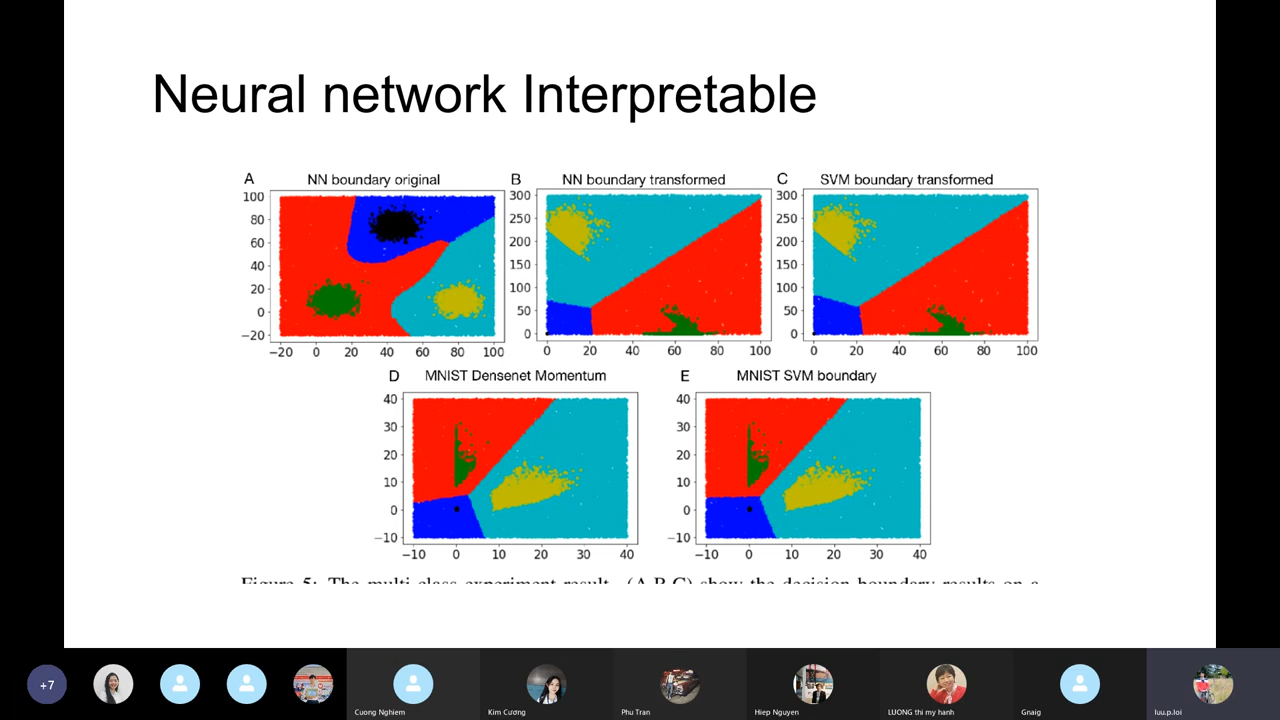 Neural network Interpretable
A NN boundary original
100
80
60
40
20
0
−20
−20 0 20 40 60 80 100
B NN boundary transformed
300
250
200
150
100
50
0
0 20 40 60 80 100
C SVM boundary transformed
300
250
200
150
100
50
0
0 20 40 60 80 100
D MNIST Densenet Momentum
40
30
20
10
0
−10
−10 0 10 20 30 40
E MNIST SVM boundary
40
30
20
10
0
−10
−10 0 10 20 30 40
Figure 5: The multi-class experiment result. (A,B,C) show the decision boundary results on a
+7
Cuong Nghiem
Kim Cương
Phu Tran
Hiep Nguyen
LUONG thi my hanh
Gnaig
luu.p.loi